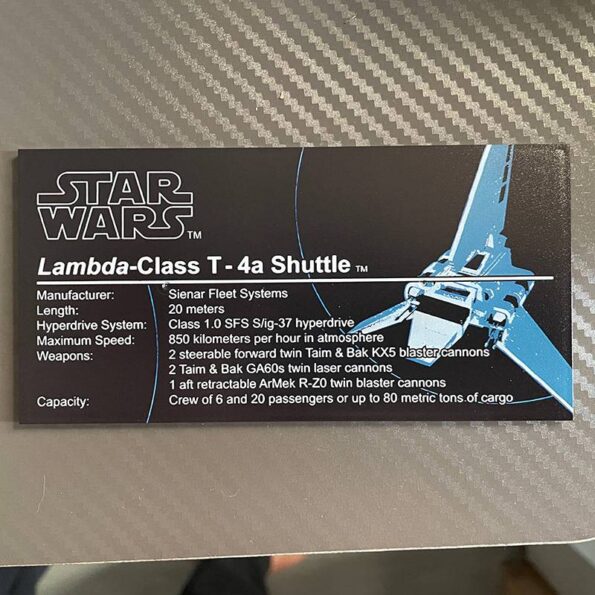 STAR
WARS TM
Lambda-Class T-4a Shuttle TM
Manufacturer: Sienar Fleet Systems
Length: 20 meters
Hyperdrive System: Class 1.0 SFS S/ig-37 hyperdrive
Maximum Speed: 850 kilometers per hour in atmosphere
Weapons: 2 steerable forward twin Taim & Bak KX5 blaster cannons
2 Taim & Bak GA60s twin laser cannons
1 aft retractable ArMek R-Z0 twin blaster cannons
Capacity: Crew of 6 and 20 passengers or up to 80 metric tons of cargo